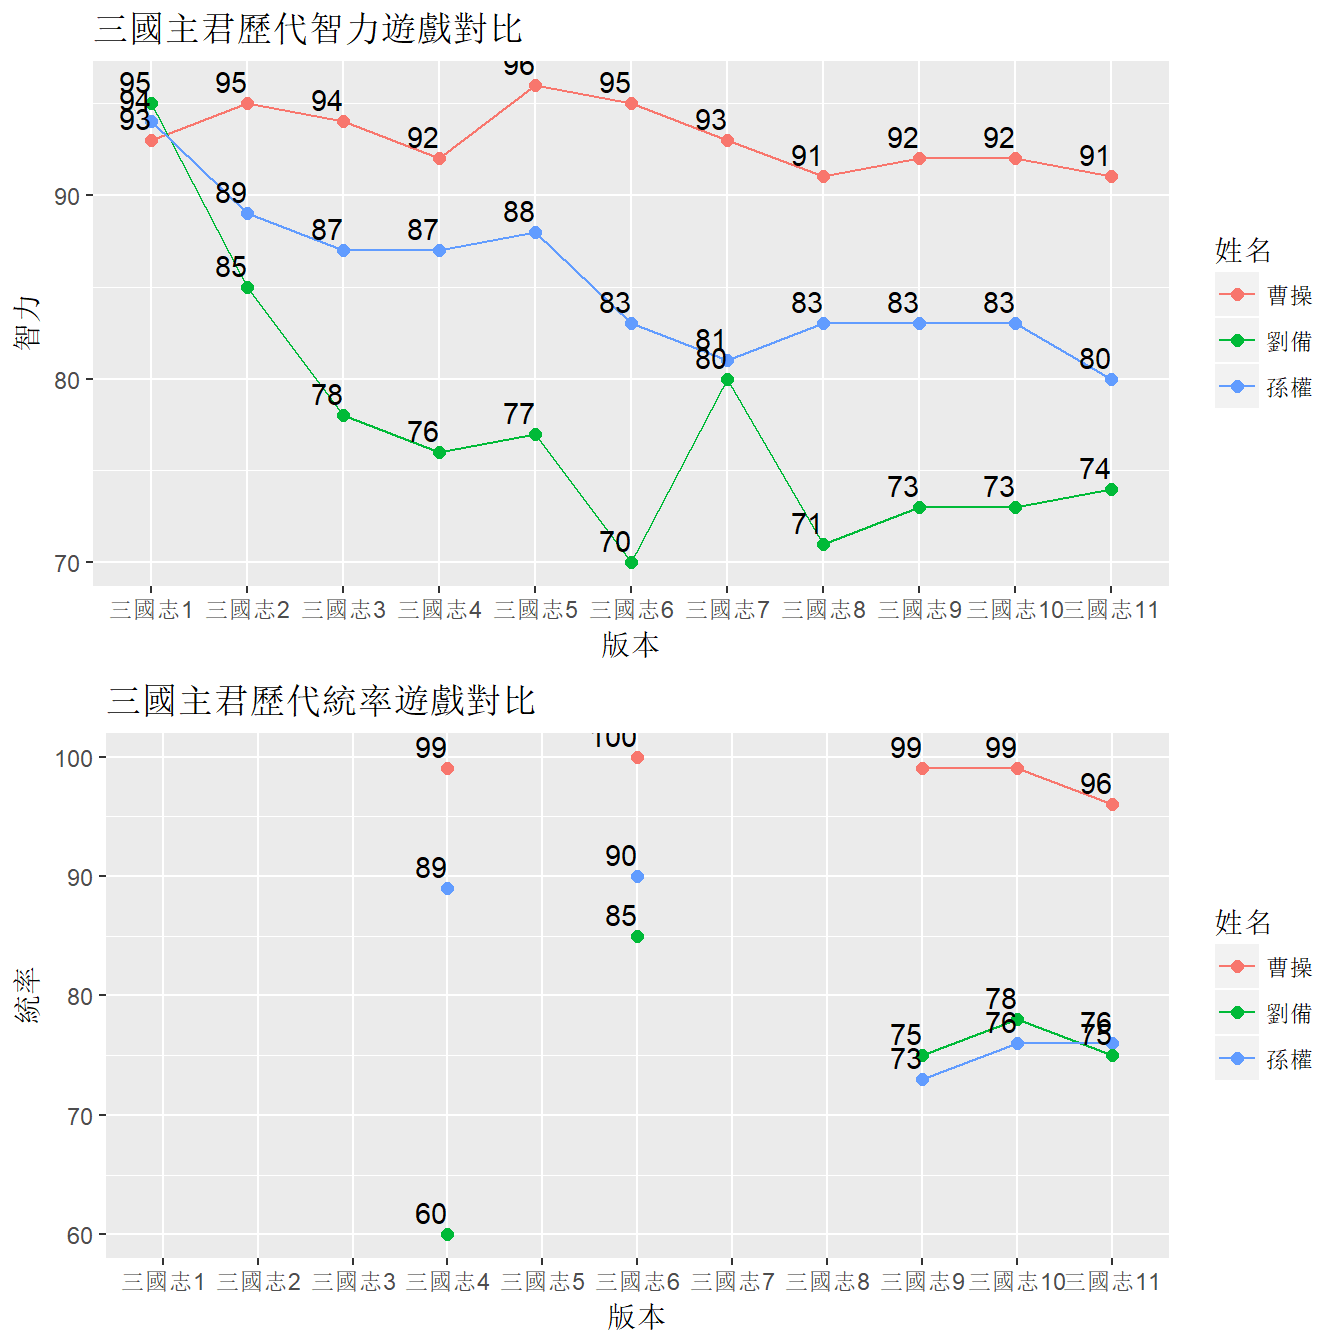 三國主君歷代智力遊戲對比
智力
90
80
70
95 95 94 92 96 95 93 91 92 92 91
94 89 87 87 88 83 81 83 83 83 80
93 85 78 76 77 70 80 71 73 73 74
三國志1 三國志2 三國志3 三國志4 三國志5 三國志6 三國志7 三國志8 三國志9 三國志10 三國志11
版本
姓名
曹操
劉備
孫權
三國主君歷代統率遊戲對比
統率
100
90
80
70
60
99 100 99 99 96
89 90 75 78 76
60 85 73 76 75
三國志1 三國志2 三國志3 三國志4 三國志5 三國志6 三國志7 三國志8 三國志9 三國志10 三國志11
版本
姓名
曹操
劉備
孫權